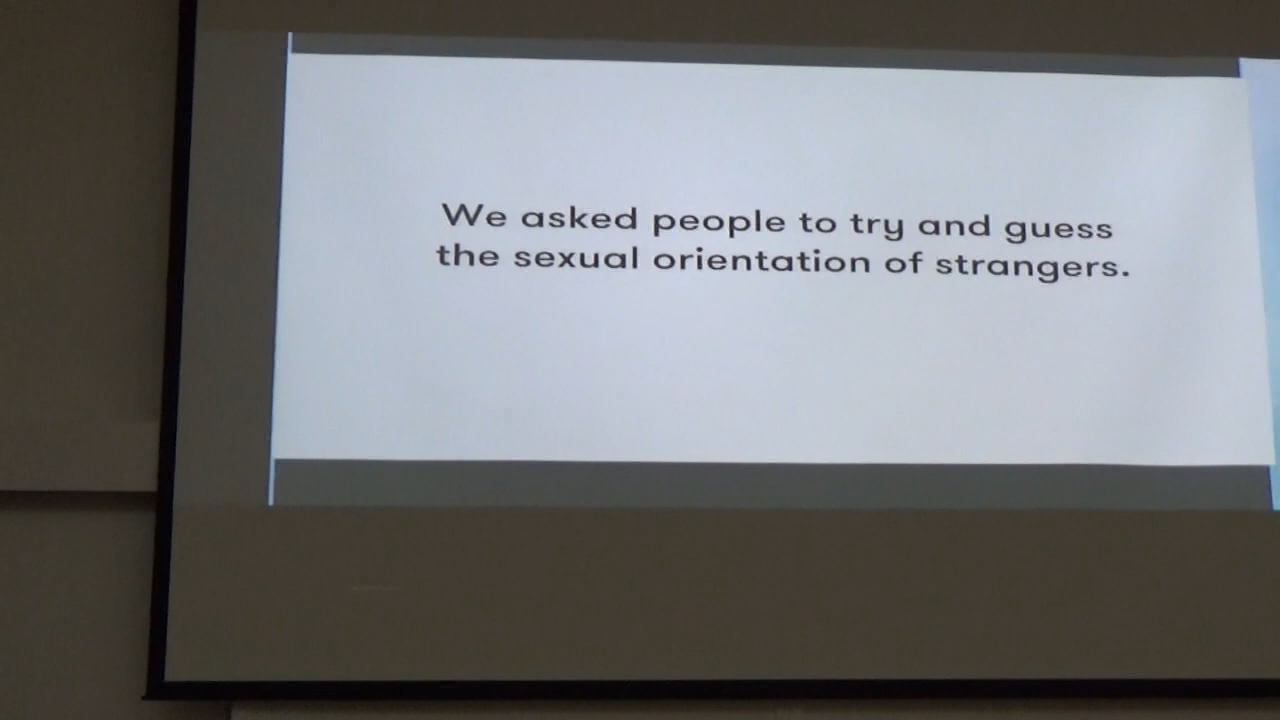 We asked people to try and guess
the sexual orientation of strangers.